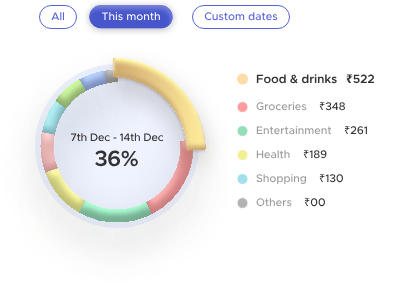 All
This month
Custom dates
Food & drinks ₹522
Groceries ₹348
7th Dec - 14th Dec
Entertainment ₹261
36%
Health ₹189
Shopping ₹130
Others ₹00